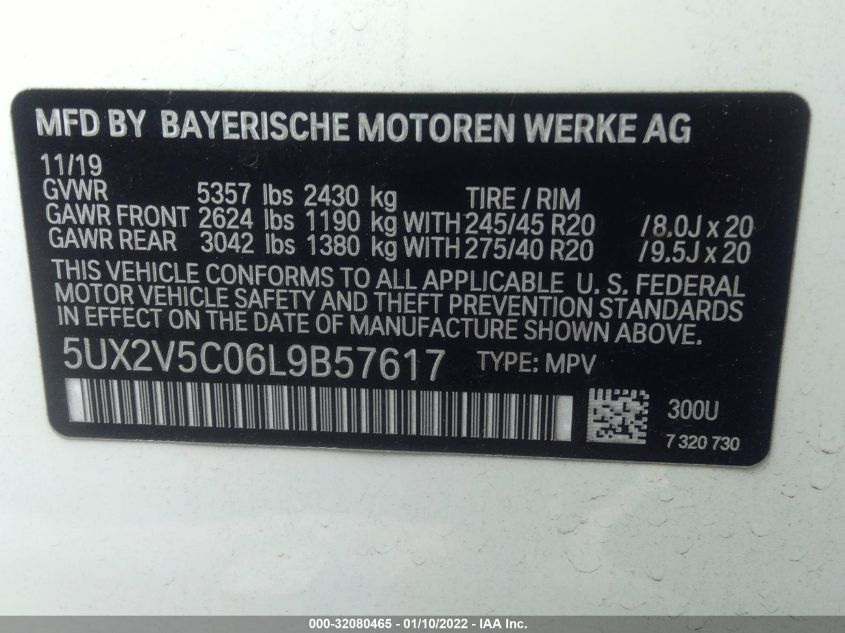 MFD BY BAYERISCHE MOTOREN WERKE AG
11/19
GVWR 5357 lbs 2430 kg TIRE / RIM
GAWR FRONT 2624 lbs 1190 kg WITH 245/45 R20 /8.0J x 20
GAWR REAR 3042 lbs 1380 kg WITH 275/40 R20 /9.5J x 20
THIS VEHICLE CONFORMS TO ALL APPLICABLE U. S. FEDERAL
MOTOR VEHICLE SAFETY AND THEFT PREVENTION STANDARDS
IN EFFECT ON THE DATE OF MANUFACTURE SHOWN ABOVE.
5UX2V5C06L9B57617 TYPE: MPV
300U
7 320 730
000-32080465 - 01/10/2022 - IAA Inc.